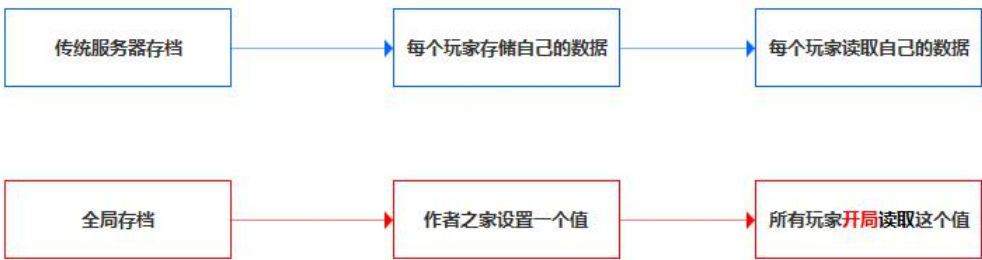 传统服务器存档
每个玩家存储自己的数据
每个玩家读取自己的数据
全局存档
作者之家设置一个值
所有玩家开局读取这个值